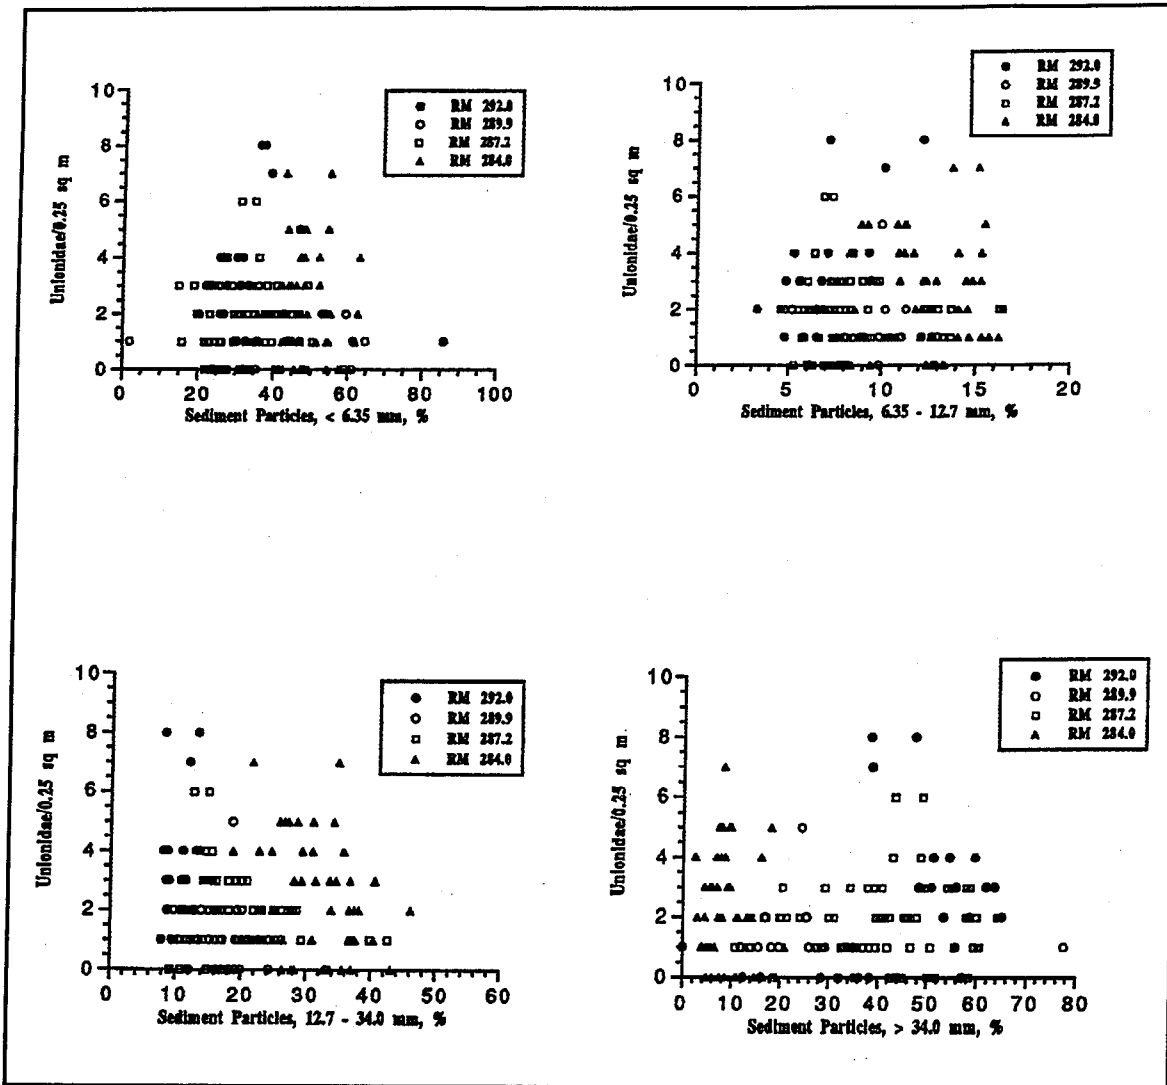 10
8
6
4
2
0
Unionidae/0.25 sq m
RM 292.0
RM 289.9
RM 287.2
RM 284.0
0 20 40 60 80 100
Sediment Particles, < 6.35 mm, %
10
8
6
4
2
0
Unionidae/0.25 sq m
RM 292.0
RM 289.9
RM 287.2
RM 284.0
0 5 10 15 20
Sediment Particles, 6.35 - 12.7 mm, %
10
8
6
4
2
0
Unionidae/0.25 sq m
RM 292.0
RM 289.9
RM 287.2
RM 284.0
0 10 20 30 40 50 60
Sediment Particles, 12.7 - 34.0 mm, %
10
8
6
4
2
0
Unionidae/0.25 sq m
RM 292.0
RM 289.9
RM 287.2
RM 284.0
0 10 20 30 40 50 60 70 80
Sediment Particles, > 34.0 mm, %